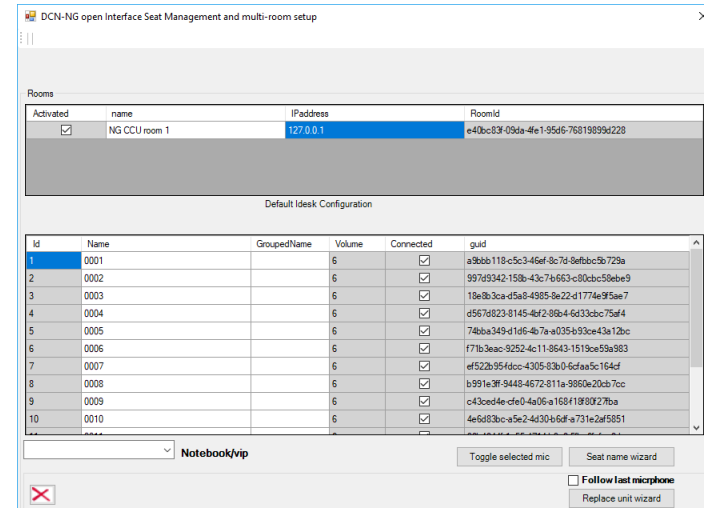 DCN-NG open Interface Seat Management and multi-room setup
Rooms
Activated name IPaddress RoomId
NG CCU room 1 127.0.0.1 e40bc83f-09da-4fe1-95d6-76819899d228
Default Idesk Configuration
Id Name GroupedName Volume Connected guid
1 0001 6 a9bbb118-c5c3-46ef-8c7d-8efbbc5b729a
2 0002 6 997d9342-158b-43c7-b663-c80cbc58ebe9
3 0003 6 18e8b3ca-d5a8-4985-8e22-d1774e9f5ae7
4 0004 6 d567d823-8145-4bf2-86b4-6d33cbc75af4
5 0005 6 74bba349-d1d6-4b7a-a035-b93ce43a12bc
6 0006 6 f71b3eac-9252-4c11-8643-1519ce59a983
7 0007 6 ef522b95-fdcc-4305-83b0-6cfaa5c164cf
8 0008 6 b991e3ff-9448-4672-811a-9860e20cb7cc
9 0009 6 c43ced4e-cfe0-4a06-a168-f18f80f27fba
10 0010 6 4e6d83bc-a5e2-4d30-b6df-a731e2af5851
Notebook/vip Toggle selected mic Seat name wizard
Follow last micrphone
Replace unit wizard